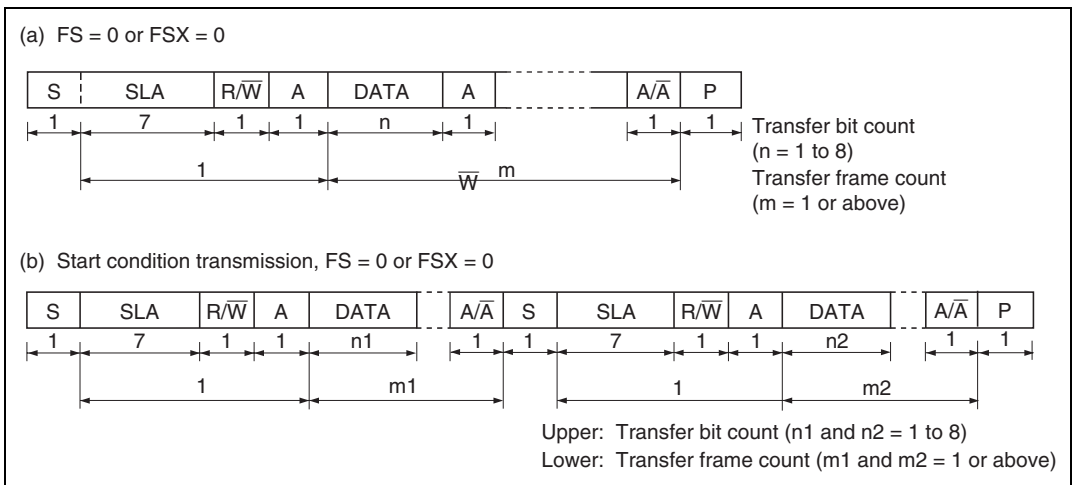 (a) FS = 0 or FSX = 0
S SLA R/W̅ A DATA A A/A̅ P
1 7 1 1 n 1 1 1 Transfer bit count
(n = 1 to 8)
1 W̅ m Transfer frame count
(m = 1 or above)
(b) Start condition transmission, FS = 0 or FSX = 0
S SLA R/W̅ A DATA A/A̅ S SLA R/W̅ A DATA A/A̅ P
1 7 1 1 n1 1 1 7 1 1 n2 1 1
1 m1 1 m2
Upper: Transfer bit count (n1 and n2 = 1 to 8)
Lower: Transfer frame count (m1 and m2 = 1 or above)